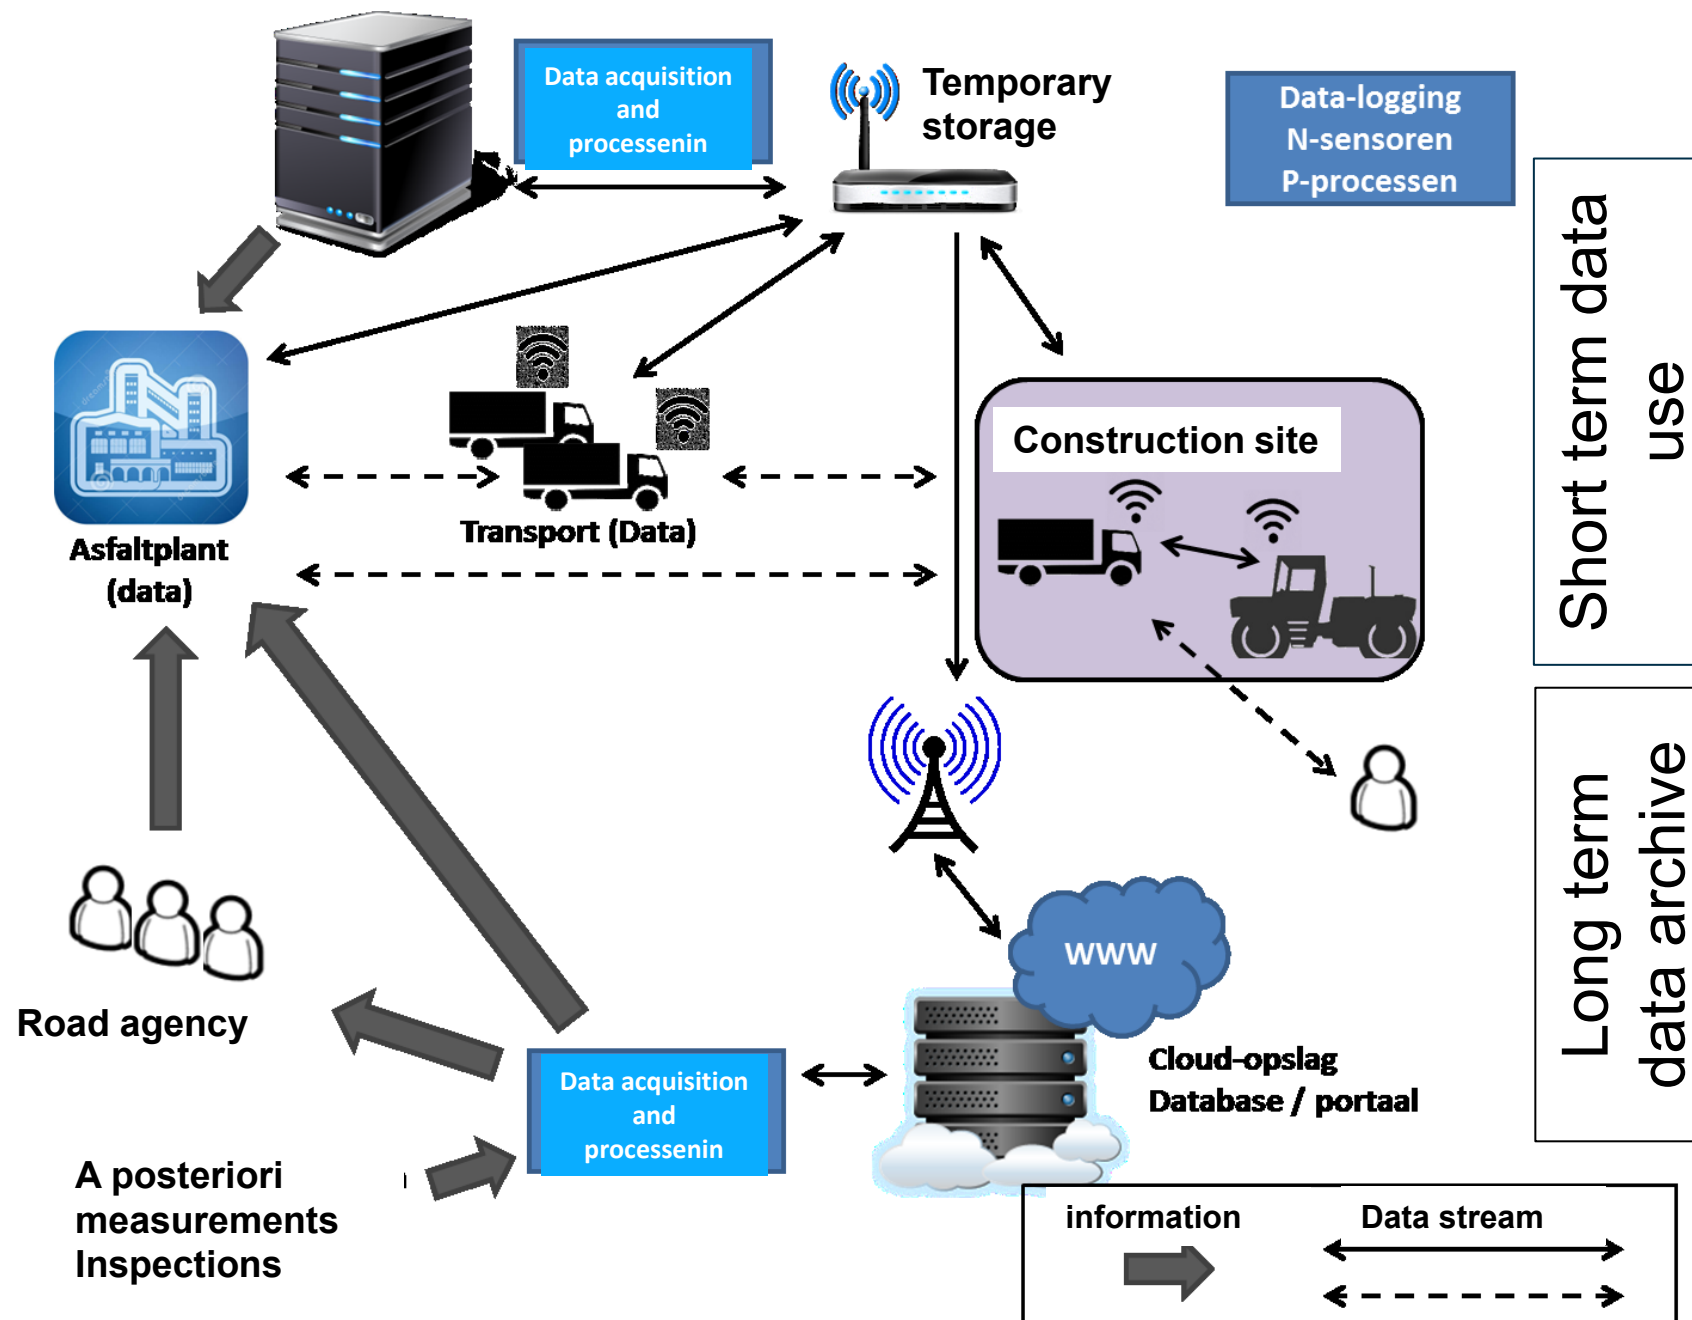 Data acquisition
and
processenin
Temporary
storage
Data-logging
N-sensoren
P-processen
Short term data
use
Construction site
Transport (Data)
Asfaltplant
(data)
Long term
data archive
WWW
Road agency
Cloud-opslag
Database / portaal
Data acquisition
and
processenin
A posteriori
measurements
Inspections
information
Data stream